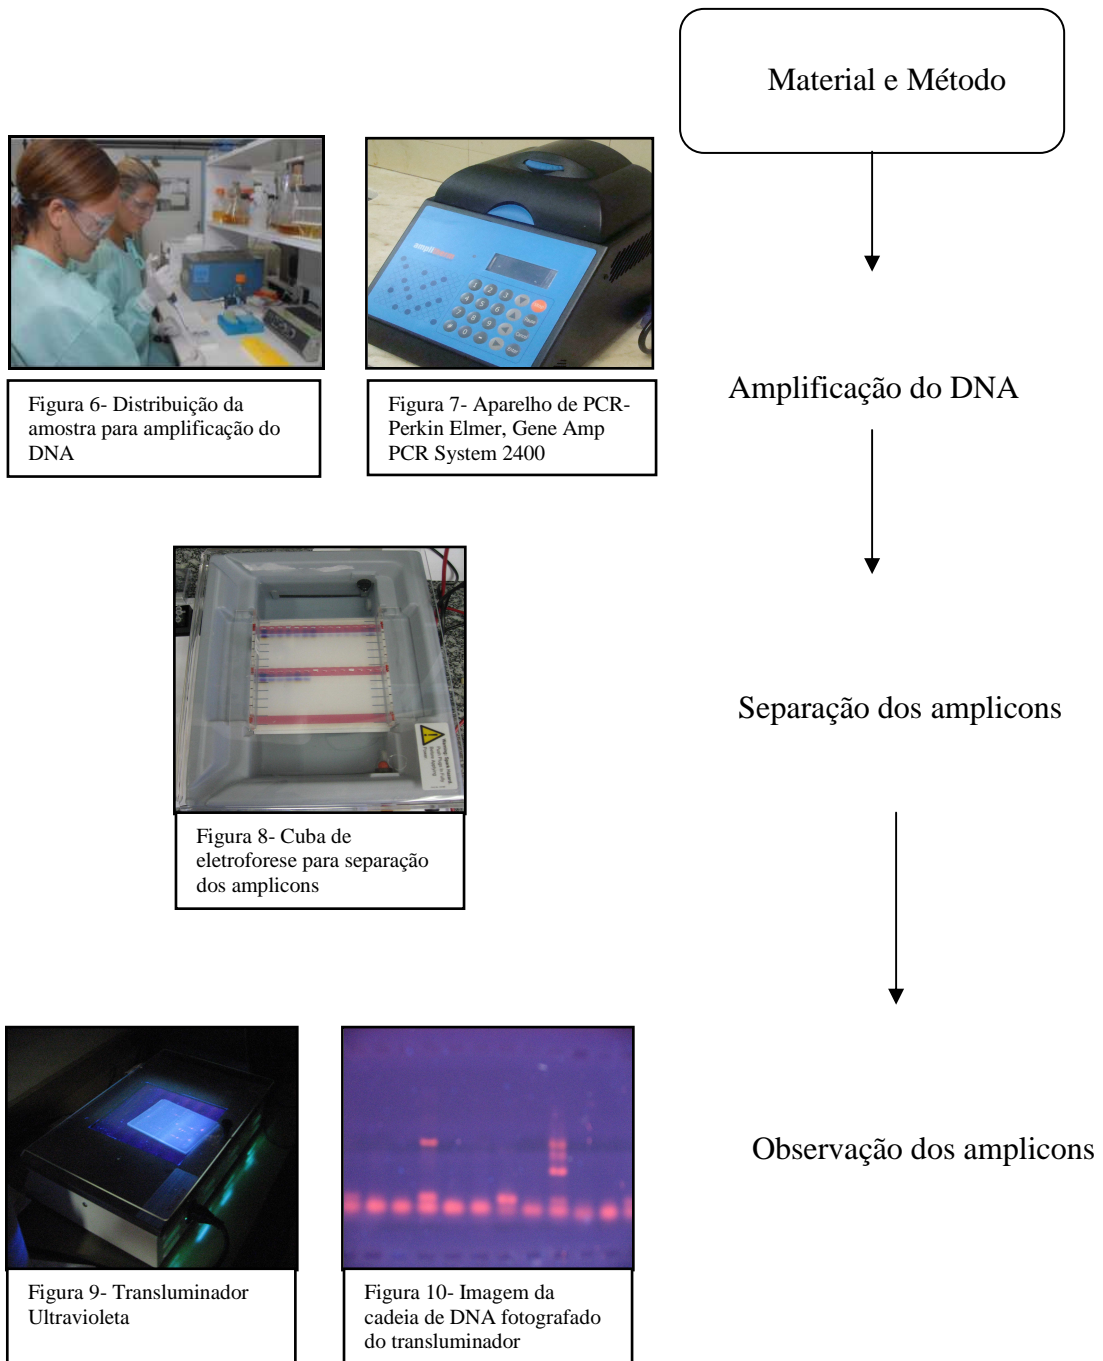 Material e Método
Figura 6- Distribuição da
amostra para amplificação do
DNA
Figura 7- Aparelho de PCR-
Perkin Elmer, Gene Amp
PCR System 2400
Amplificação do DNA
Figura 8- Cuba de
eletroforese para separação
dos amplicons
Separação dos amplicons
Figura 9- Transluminador
Ultravioleta
Figura 10- Imagem da
cadeia de DNA fotografado
do transluminador
Observação dos amplicons